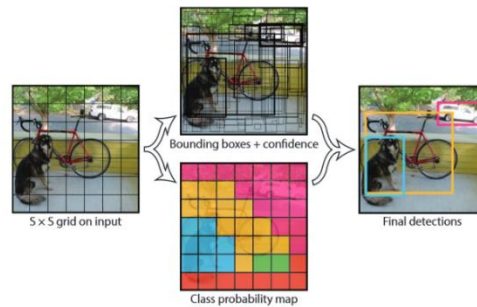 Bounding boxes + confidence
S × S grid on input
Final detections
Class probability map